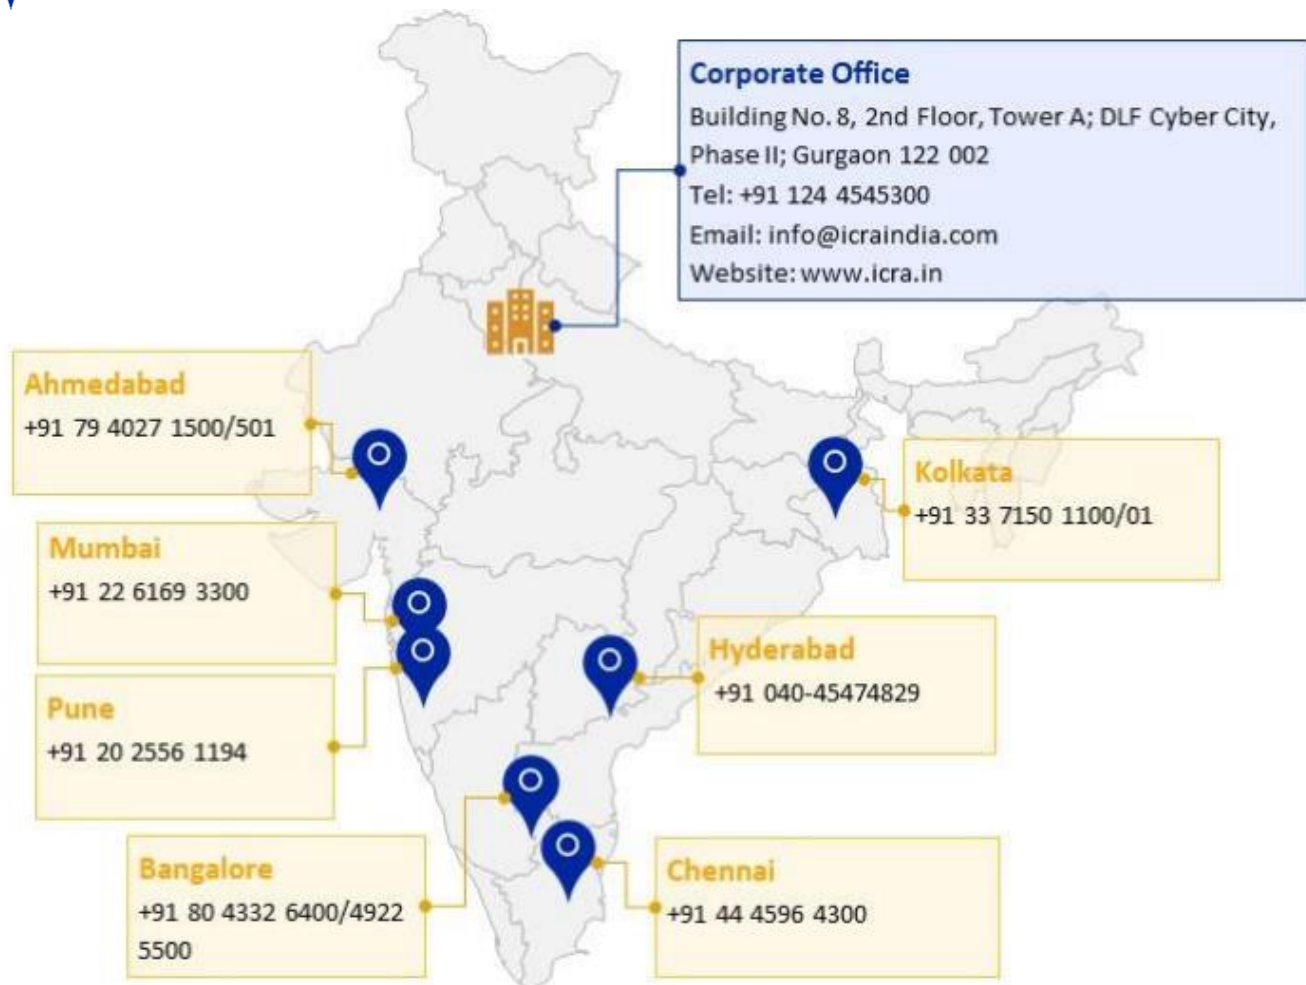 Corporate Office
Building No. 8, 2nd Floor, Tower A; DLF Cyber City,
Phase II; Gurgaon 122 002
Tel: +91 124 4545300
Email: info@icraindia.com
Website: www.icra.in
Ahmedabad
+91 79 4027 1500/501
Kolkata
+91 33 7150 1100/01
Mumbai
+91 22 6169 3300
Hyderabad
+91 040-45474829
Pune
+91 20 2556 1194
Bangalore
+91 80 4332 6400/4922
5500
Chennai
+91 44 4596 4300